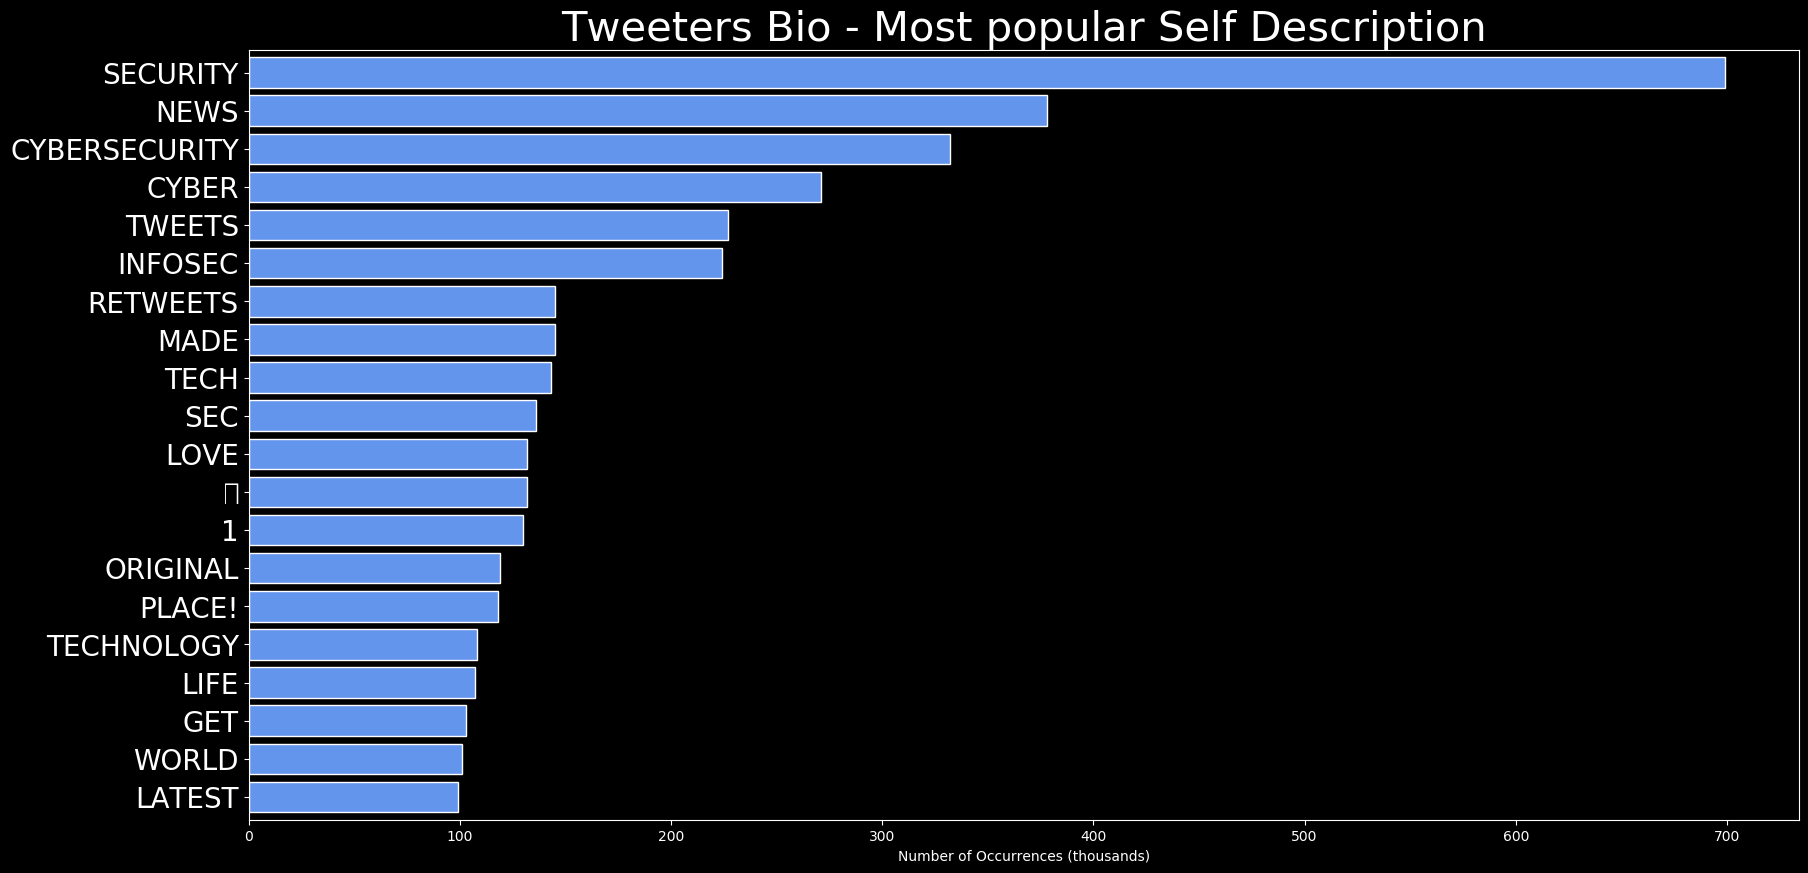 Tweeters Bio - Most popular Self Description
SECURITY
NEWS
CYBERSECURITY
CYBER
TWEETS
INFOSEC
RETWEETS
MADE
TECH
SEC
LOVE
1
ORIGINAL
PLACE!
TECHNOLOGY
LIFE
GET
WORLD
LATEST
0 100 200 300 400 500 600 700
Number of Occurrences (thousands)